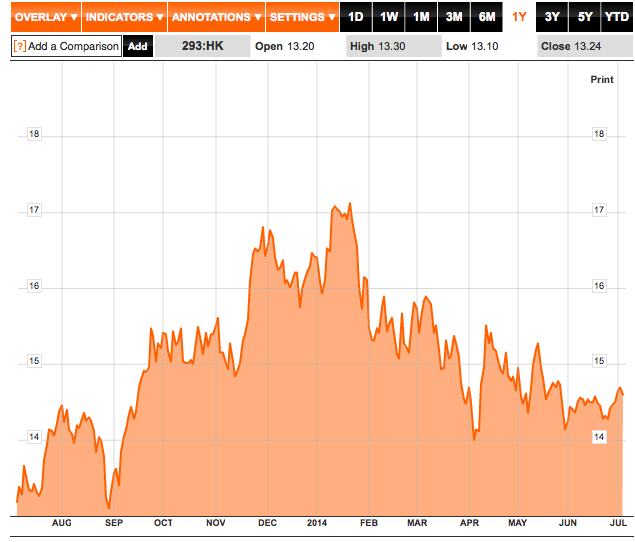 OVERLAY ▼ INDICATORS ▼ ANNOTATIONS ▼ SETTINGS ▼ 1D 1W 1M 3M 6M 1Y 3Y 5Y YTD
[?] Add a Comparison Add 293:HK Open 13.20 High 13.30 Low 13.10 Close 13.24
Print
18 18
17 17
16 16
15 15
14 14
AUG SEP OCT NOV DEC 2014 FEB MAR APR MAY JUN JUL